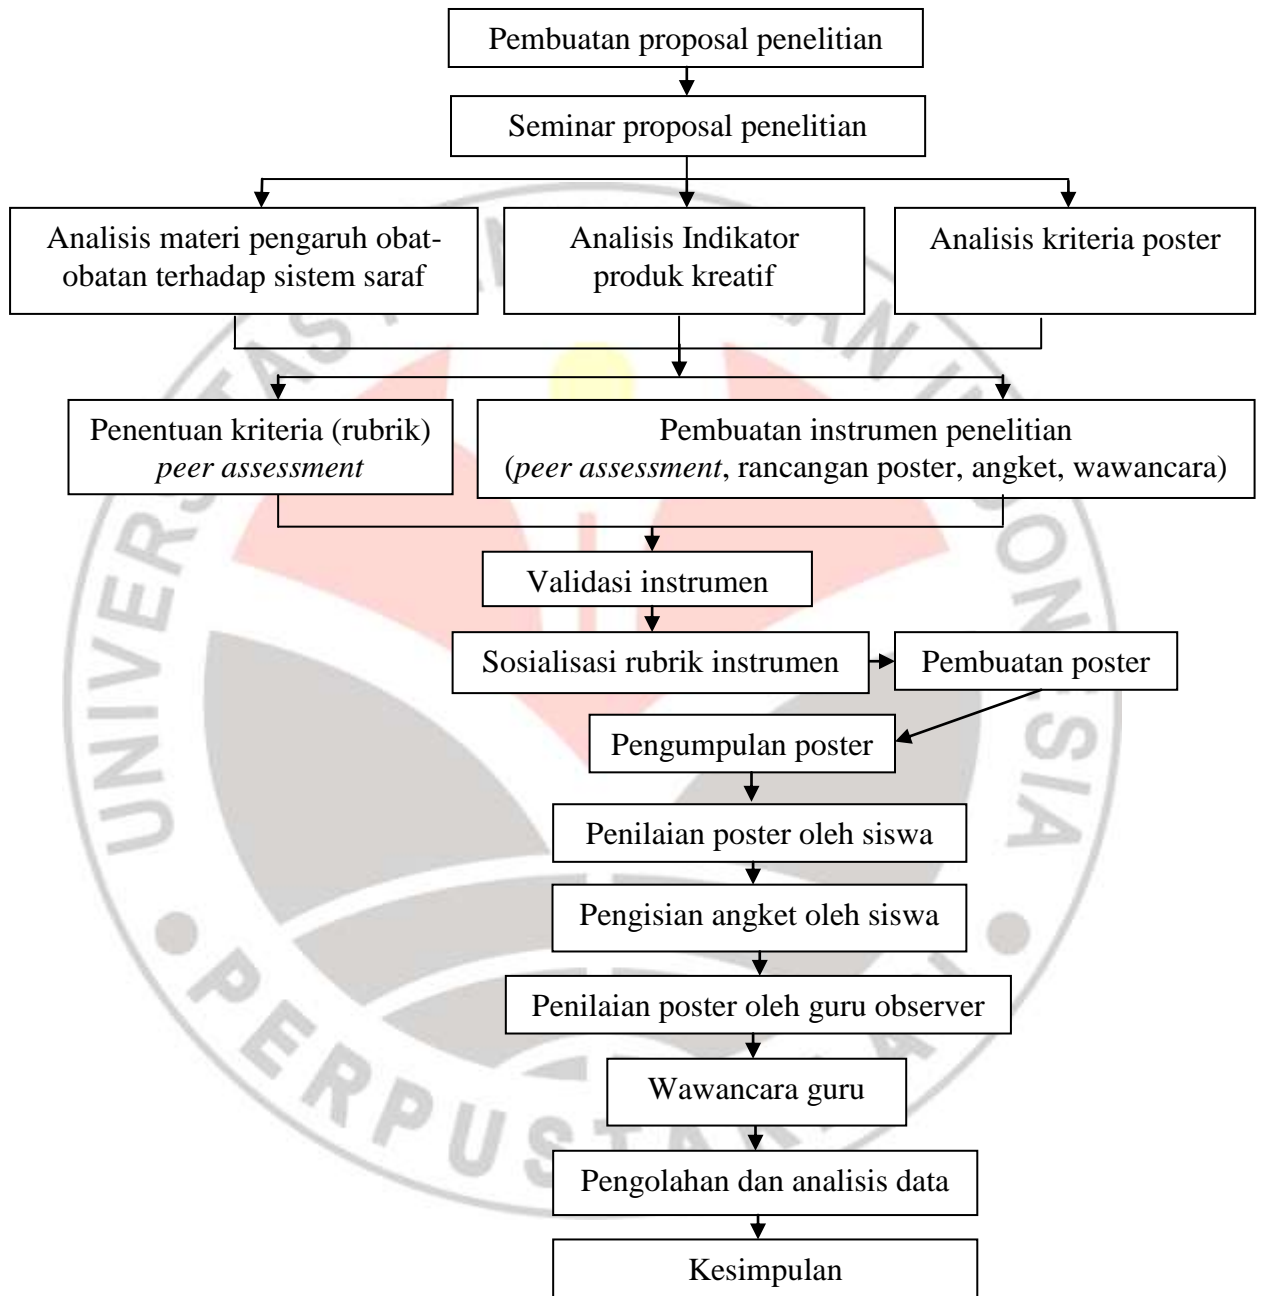 Pembuatan proposal penelitian
Seminar proposal penelitian
Analisis materi pengaruh obat-
obatan terhadap sistem saraf
Analisis Indikator
produk kreatif
Analisis kriteria poster
Penentuan kriteria (rubrik)
peer assessment
Pembuatan instrumen penelitian
(peer assessment, rancangan poster, angket, wawancara)
Validasi instrumen
Sosialisasi rubrik instrumen
Pembuatan poster
Pengumpulan poster
Penilaian poster oleh siswa
Pengisian angket oleh siswa
Penilaian poster oleh guru observer
Wawancara guru
Pengolahan dan analisis data
Kesimpulan
UNIVERSITAS
INDONESIA